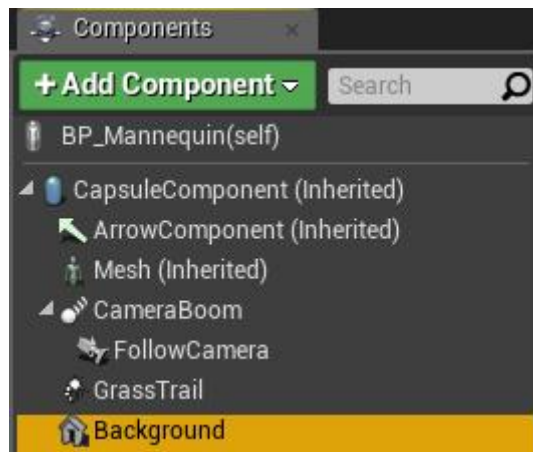 Components
+ Add Component Search
BP_Mannequin(self)
CapsuleComponent (Inherited)
ArrowComponent (Inherited)
Mesh (Inherited)
CameraBoom
FollowCamera
GrassTrail
Background